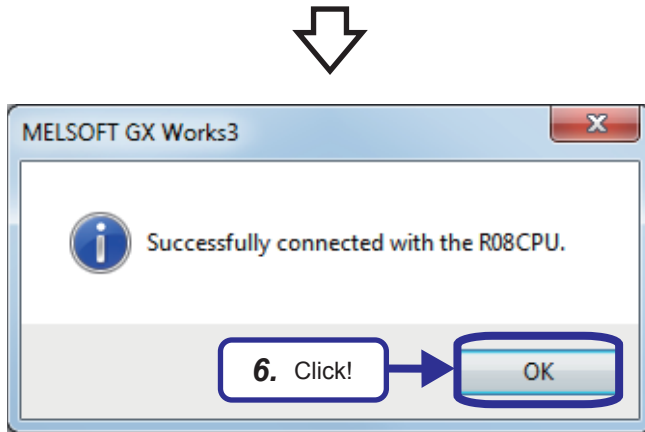 MELSOFT GX Works3
Successfully connected with the R08CPU.
6. Click!
OK